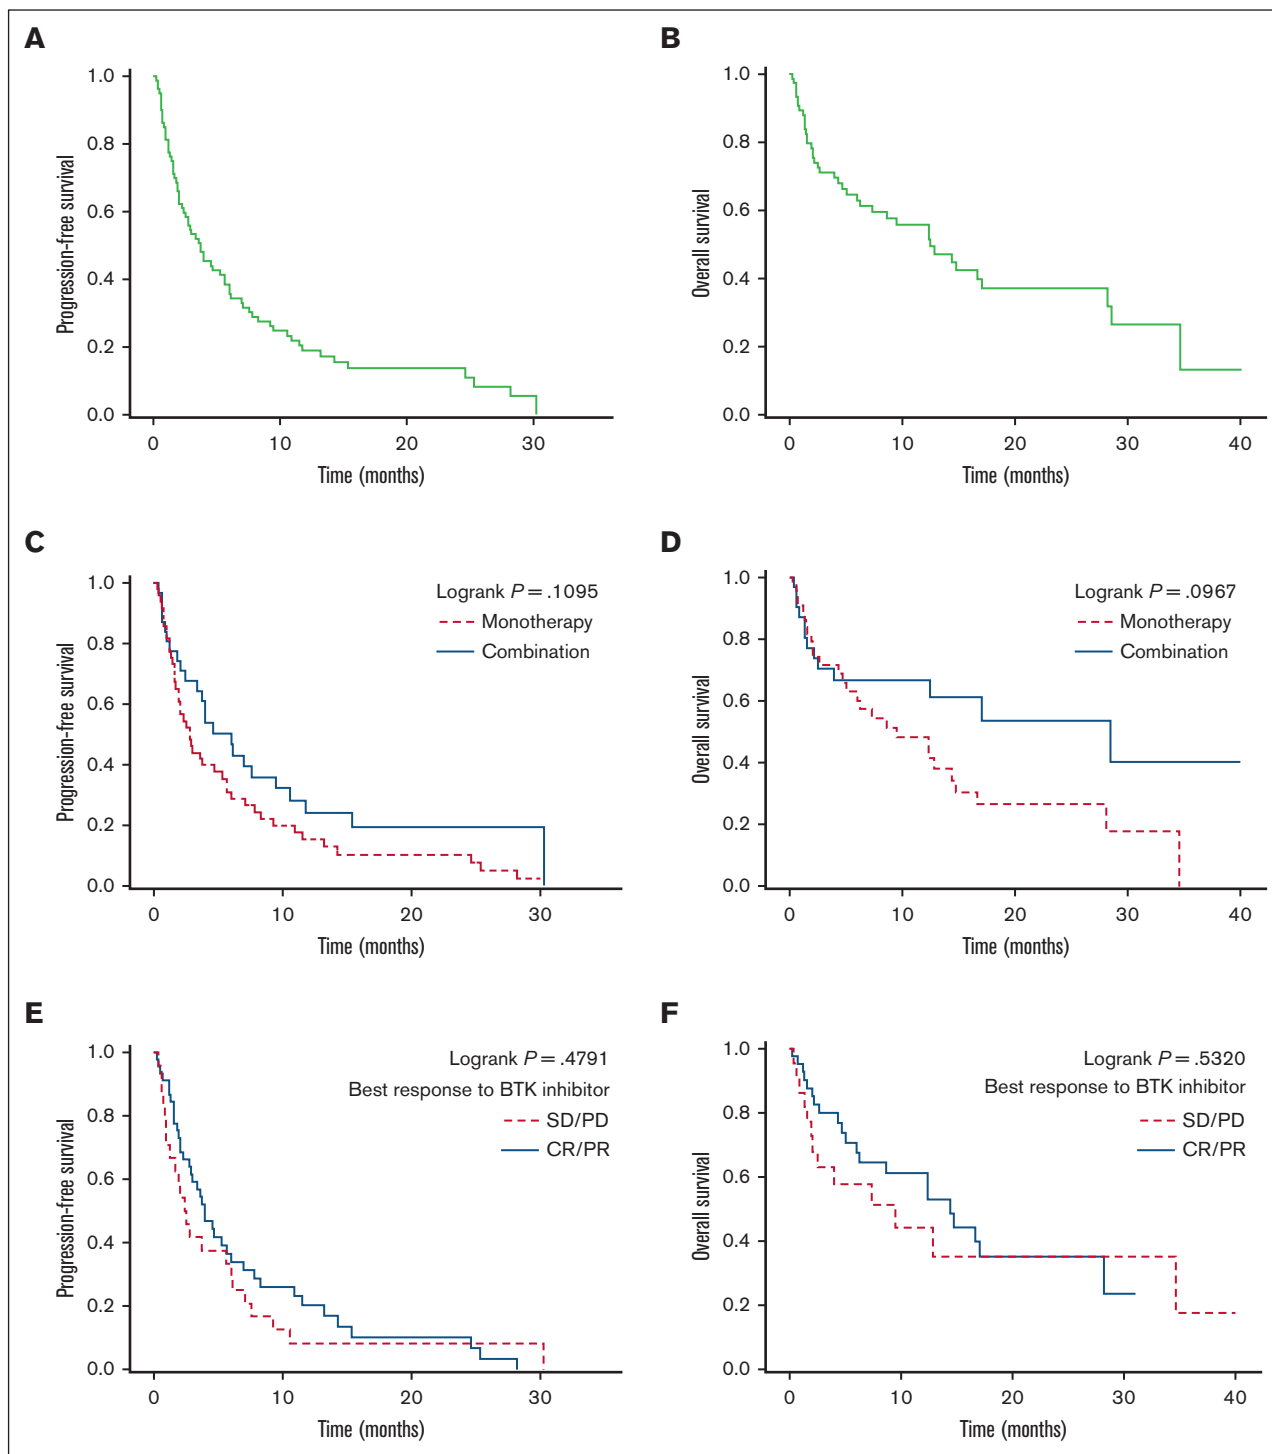 A
1.0
0.8
0.6
0.4
0.2
0.0
Progression-free survival
0 10 20 30
Time (months)
B
1.0
0.8
0.6
0.4
0.2
0.0
Overall survival
0 10 20 30 40
Time (months)
C
1.0
0.8
0.6
0.4
0.2
0.0
Progression-free survival
Logrank P = .1095
Monotherapy
Combination
0 10 20 30
Time (months)
D
1.0
0.8
0.6
0.4
0.2
0.0
Overall survival
Logrank P = .0967
Monotherapy
Combination
0 10 20 30 40
Time (months)
E
1.0
0.8
0.6
0.4
0.2
0.0
Progression-free survival
Logrank P = .4791
Best response to BTK inhibitor
SD/PD
CR/PR
0 10 20 30
Time (months)
F
1.0
0.8
0.6
0.4
0.2
0.0
Overall survival
Logrank P = .5320
Best response to BTK inhibitor
SD/PD
CR/PR
0 10 20 30 40
Time (months)